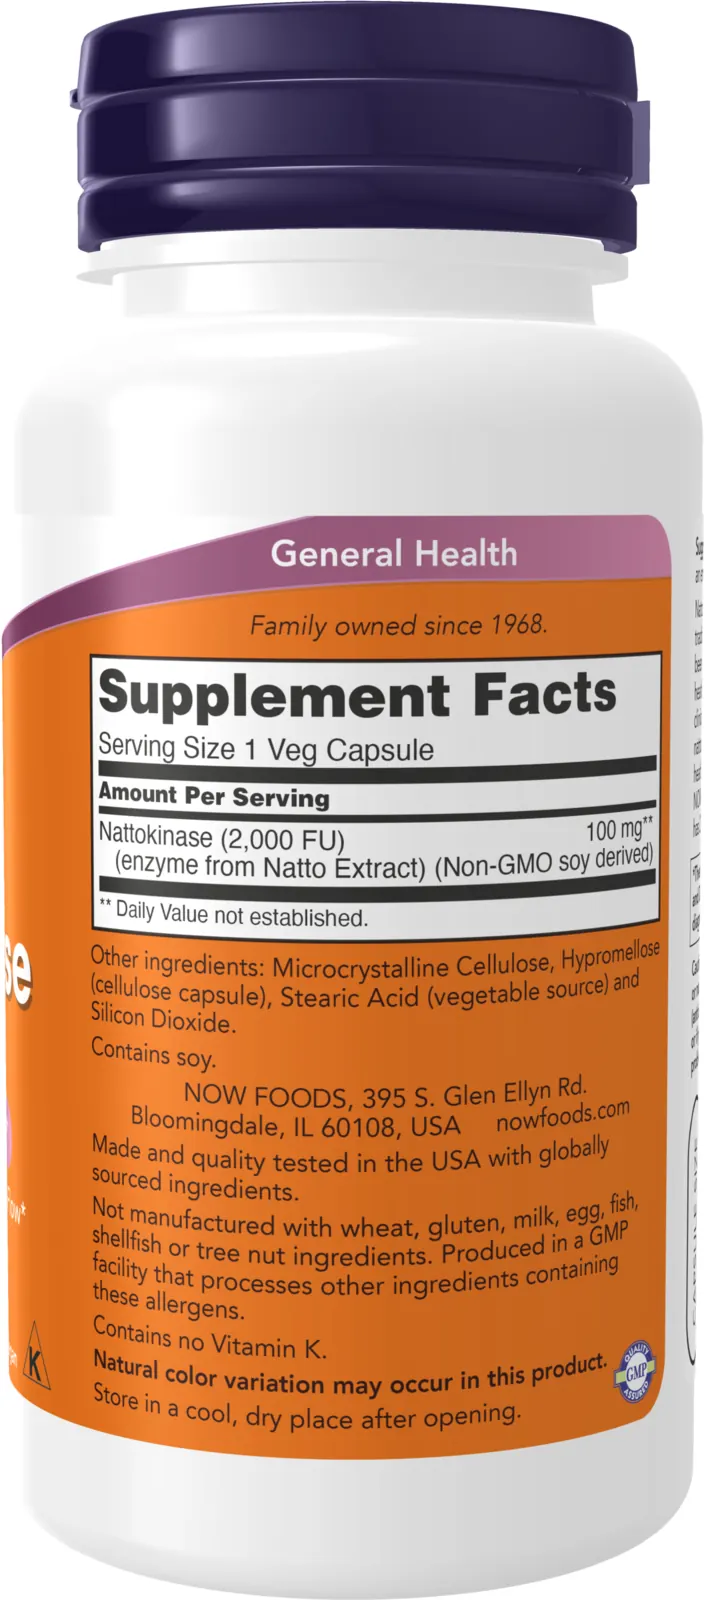 General Health
Family owned since 1968.
Supplement Facts
Serving Size 1 Veg Capsule
Amount Per Serving
Nattokinase (2,000 FU) 100 mg**
(enzyme from Natto Extract) (Non-GMO soy derived)
** Daily Value not established.
Other ingredients: Microcrystalline Cellulose, Hypromellose
(cellulose capsule), Stearic Acid (vegetable source) and
Silicon Dioxide.
Contains soy.
NOW FOODS, 395 S. Glen Ellyn Rd.
Bloomingdale, IL 60108, USA nowfoods.com
Made and quality tested in the USA with globally
sourced ingredients.
Not manufactured with wheat, gluten, milk, egg, fish,
shellfish or tree nut ingredients. Produced in a GMP
facility that processes other ingredients containing
these allergens.
Contains no Vitamin K.
Natural color variation may occur in this product.
Store in a cool, dry place after opening.
QUALITY
GMP
ASSURED
K
se
flow*
CAPSULE SIZE